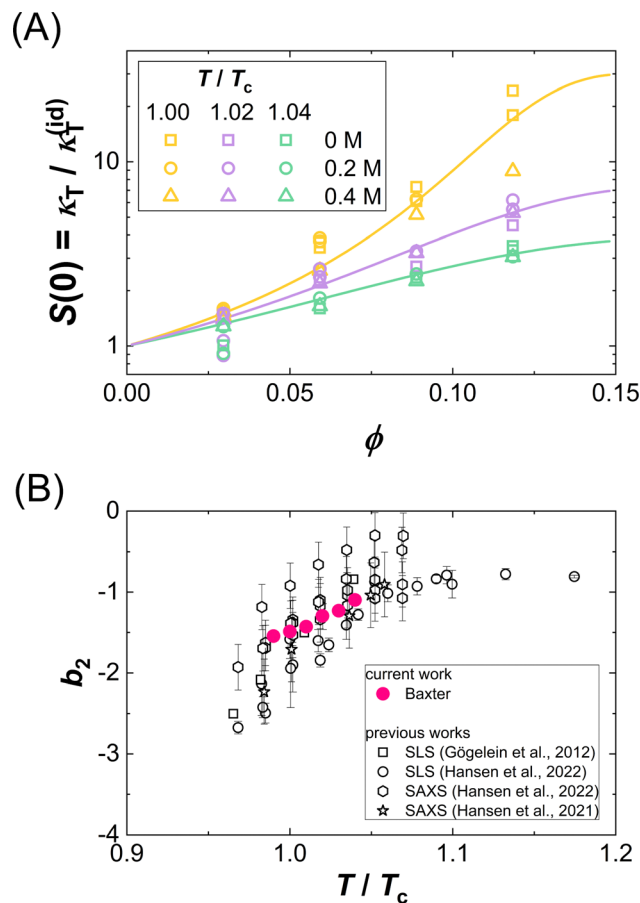 (A)
T / Tc
1.00 1.02 1.04
0 M
0.2 M
0.4 M
10
1
S(0) = κT / κT(id)
0.00 0.05 0.10 0.15
ϕ
(B)
0
-1
-2
-3
-4
b2
current work
Baxter
previous works
SLS (Gögelein et al., 2012)
SLS (Hansen et al., 2022)
SAXS (Hansen et al., 2022)
SAXS (Hansen et al., 2021)
0.9 1.0 1.1 1.2
T / Tc